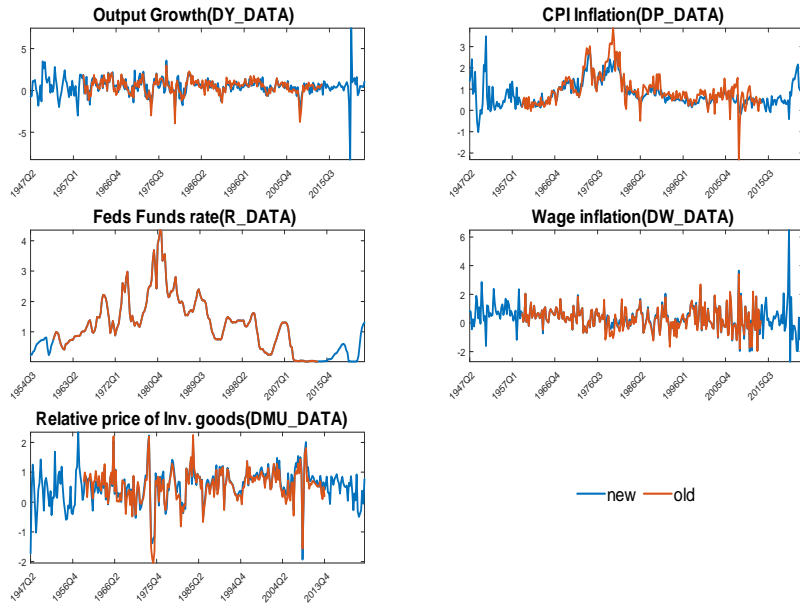 Output Growth(DY_DATA)
5
0
-5
1947Q2
1957Q1
1966Q4
1976Q3
1986Q2
1996Q1
2005Q4
2015Q3
CPI Inflation(DP_DATA)
3
2
1
0
-1
-2
1947Q2
1957Q1
1966Q4
1976Q3
1986Q2
1996Q1
2005Q4
2015Q3
Feds Funds rate(R_DATA)
4
3
2
1
1954Q3
1963Q2
1972Q1
1980Q4
1989Q3
1998Q2
2007Q1
2015Q4
Wage inflation(DW_DATA)
6
4
2
0
-2
1947Q2
1957Q1
1966Q4
1976Q3
1986Q2
1996Q1
2005Q4
2015Q3
Relative price of Inv. goods(DMU_DATA)
2
1
0
-1
-2
1947Q2
1956Q4
1966Q2
1975Q4
1985Q2
1994Q4
2004Q2
2013Q4
new old